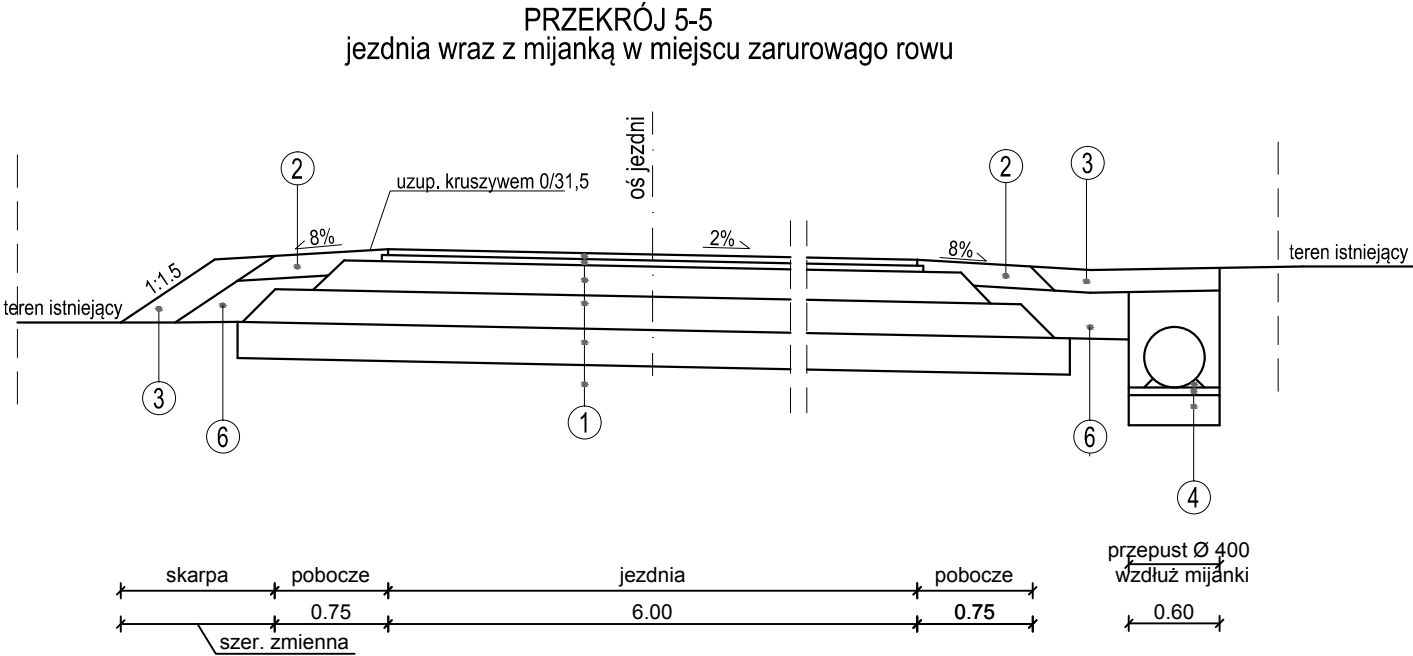 PRZEKRÓJ 5-5
jezdnia wraz z mijanką w miejscu zarurowago rowu
oś jezdni
2
uzup. kruszywem 0/31,5
2
3
8%
2%
8%
teren istniejący
1:1.5
teren istniejący
3
6
1
6
4
przepust Ø 400
wzdłuż mijanki
skarpa
pobocze
jezdnia
pobocze
0.75
6.00
0.75
0.60
szer. zmienna